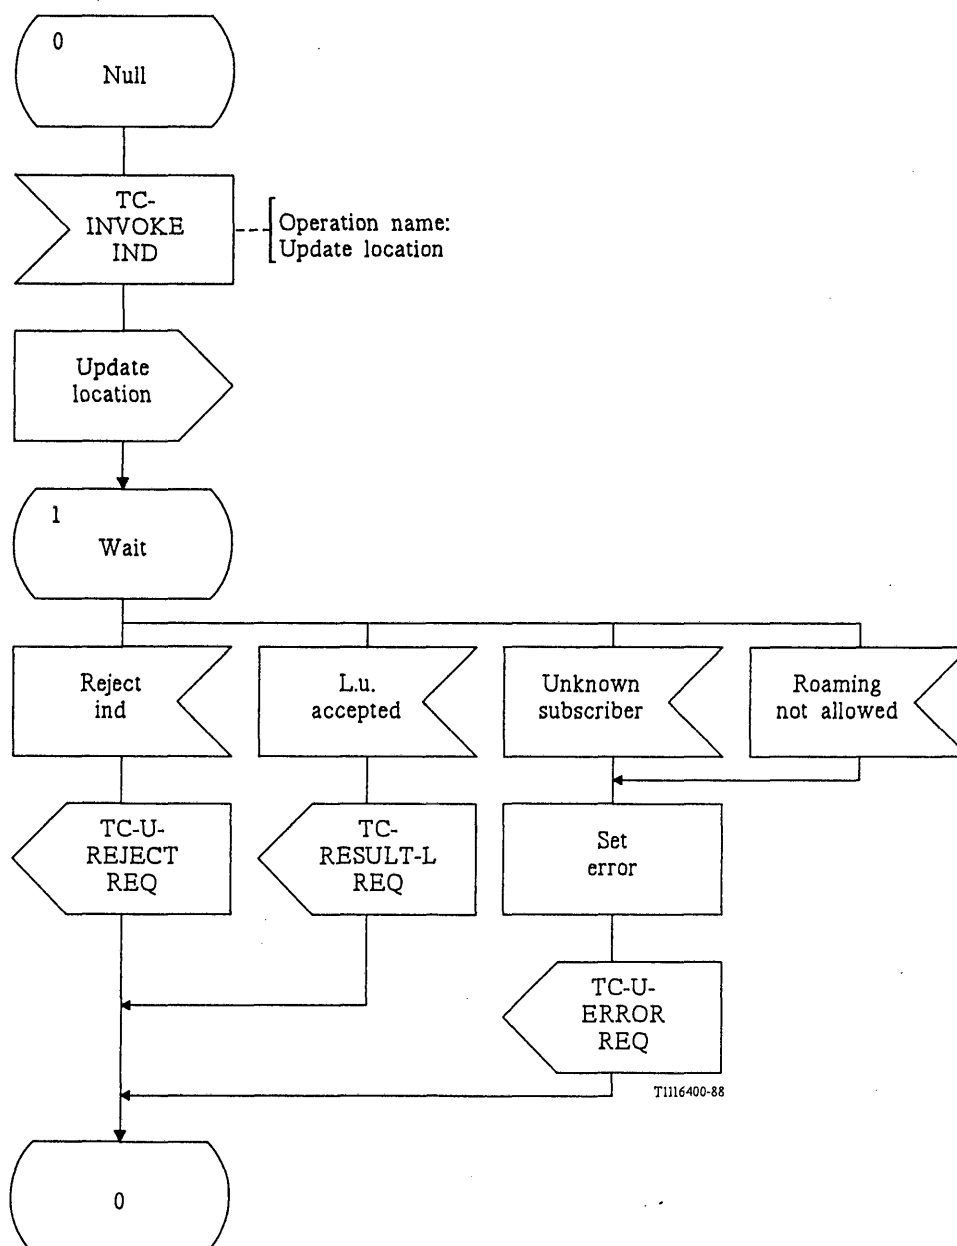 0
Null
TC-
INVOKE
IND
Operation name:
Update location
Update
location
1
Wait
Reject
ind
L.u.
accepted
Unknown
subscriber
Roaming
not allowed
TC-U-
REJECT
REQ
TC-
RESULT-L
REQ
Set
error
TC-U-
ERROR
REQ
T1116400-88
0